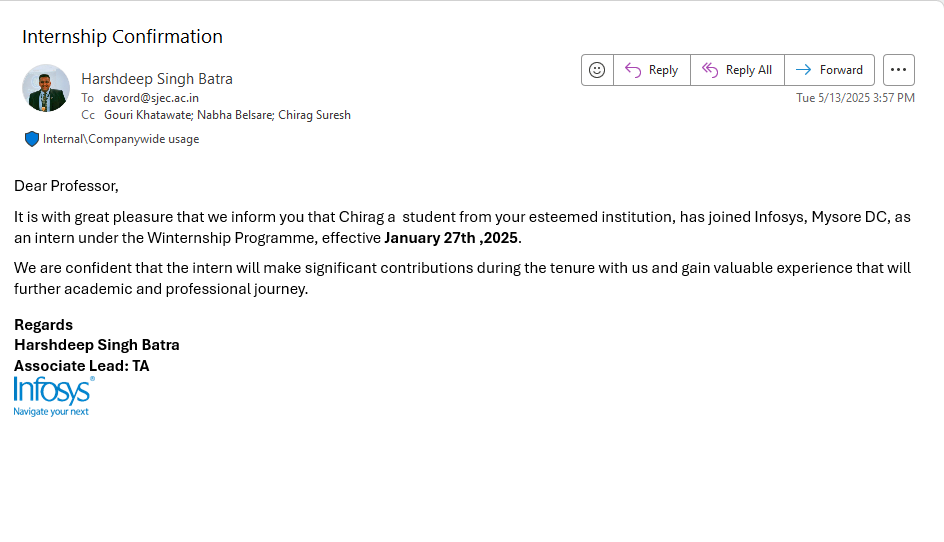 Internship Confirmation
Harshdeep Singh Batra
To davord@sjec.ac.in
Cc Gouri Khatawate; Nabha Belsare; Chirag Suresh
Reply
Reply All
Forward
Tue 5/13/2025 3:57 PM
Internal\Companywide usage
Dear Professor,
It is with great pleasure that we inform you that Chirag a  student from your esteemed institution, has joined Infosys, Mysore DC, as
an intern under the Winternship Programme, effective January 27th ,2025.
We are confident that the intern will make significant contributions during the tenure with us and gain valuable experience that will
further academic and professional journey.
Regards
Harshdeep Singh Batra
Associate Lead: TA
Infosys®
Navigate your next